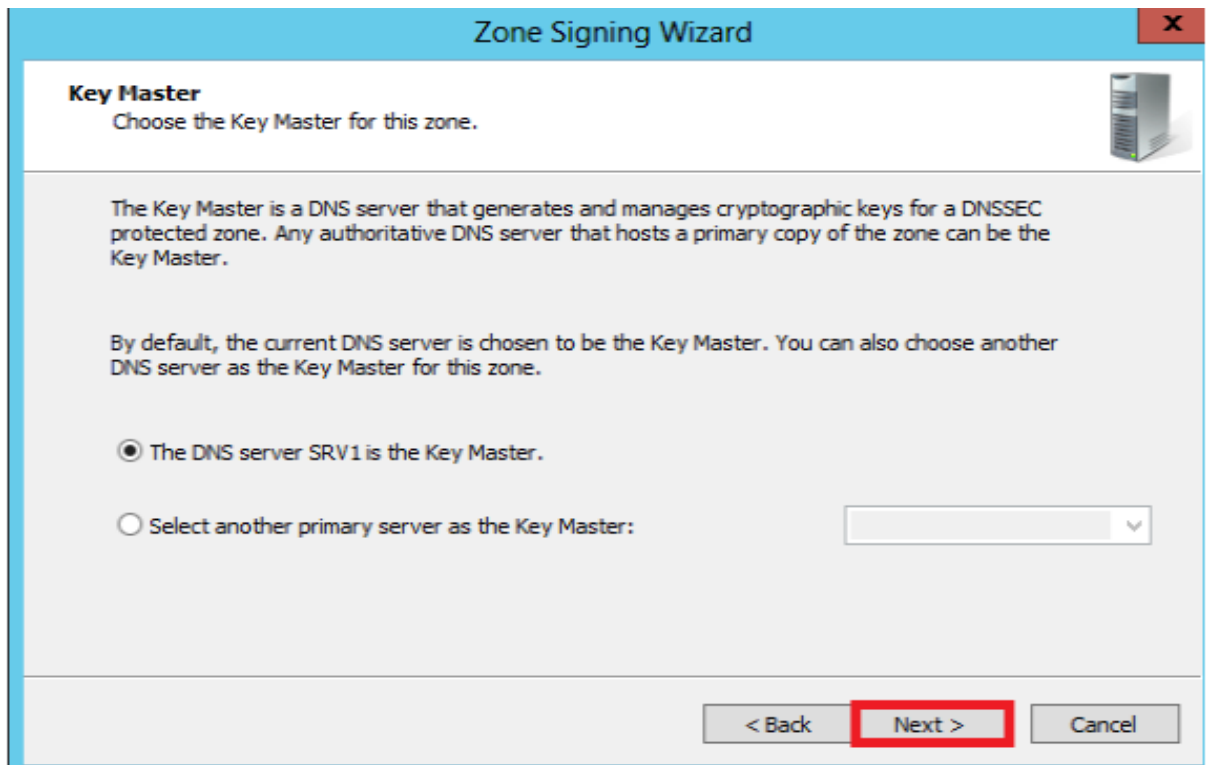 Zone Signing Wizard
x
Key Master
Choose the Key Master for this zone.
The Key Master is a DNS server that generates and manages cryptographic keys for a DNSSEC
protected zone. Any authoritative DNS server that hosts a primary copy of the zone can be the
Key Master.
By default, the current DNS server is chosen to be the Key Master. You can also choose another
DNS server as the Key Master for this zone.
The DNS server SRV1 is the Key Master.
Select another primary server as the Key Master:
< Back Next > Cancel